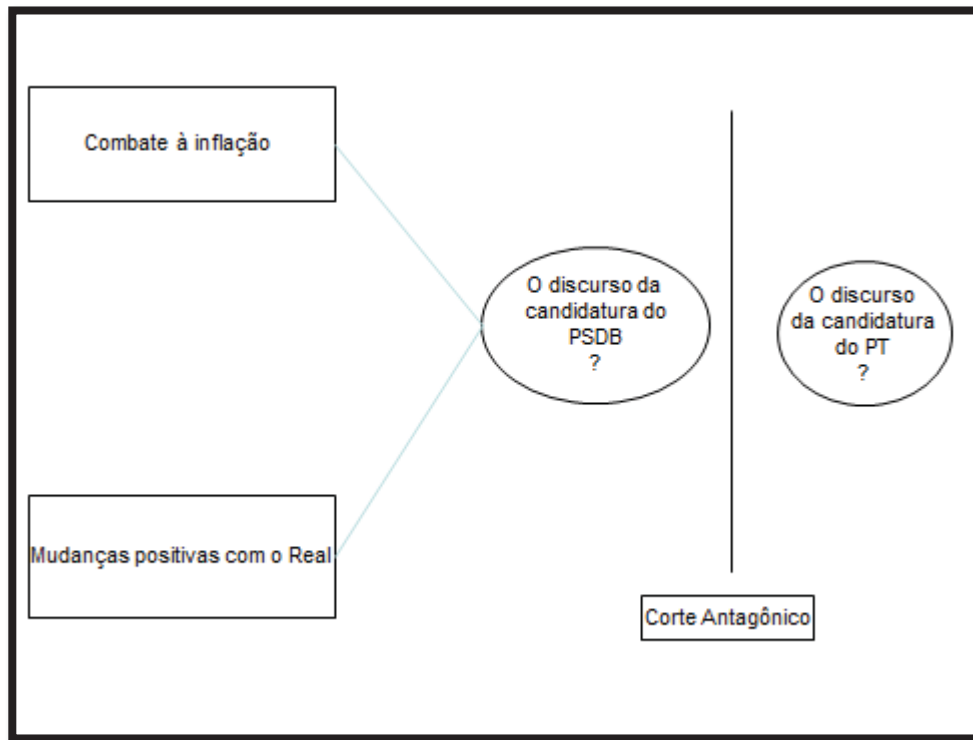 Combate à inflação
O discurso da
candidatura do
PSDB
?
O discurso
da candidatura
do PT
?
Mudanças positivas com o Real
Corte Antagônico